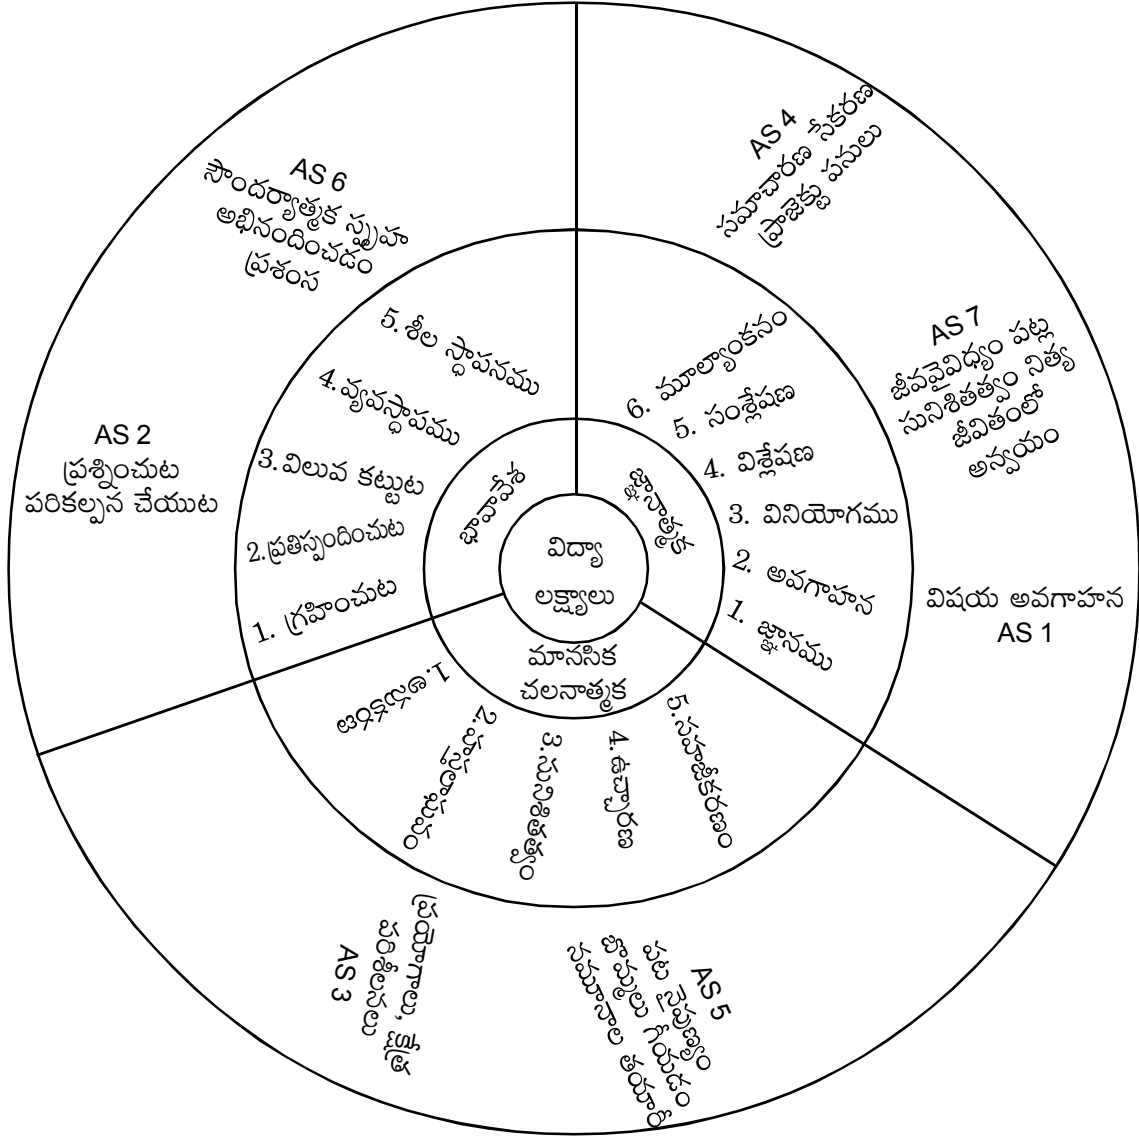 విద్యా
లక్ష్యాలు
జ్ఞానాత్మక
భావావేశ
మానసిక
చలనాత్మక
6. మూల్యాంకనం
5. సంశ్లేషణ
4. విశ్లేషణ
3. వినియోగము
2. అవగాహన
1. జ్ఞానము
5. శీల స్థాపనము
4. వ్యవస్థాపము
3. విలువ కట్టుట
2. ప్రతిస్పందించుట
1. గ్రహించుట
1. అనుకరణ
2. హస్తలాఘవం
3. సునిశితత్వం
4. ఉచ్చారణ
5. సహజీకరణం
AS 4
సమాచారణ సేకరణ
ప్రాజెక్టు పనులు
AS 7
జీవవైవిధ్యం పట్ల
సునిశితత్వం నిత్య
జీవితంలో
అన్వయం
విషయ అవగాహన
AS 1
AS 6
సౌందర్యాత్మక స్పృహ
అభినందించడం
ప్రశంస
AS 2
ప్రశ్నించుట
పరికల్పన చేయుట
ప్రయోగాలు, క్షేత్ర
పరిశీలనలు
AS 3
AS 5
పట నైపుణ్యం
బొమ్మలు గీయడం
నమూనాల తయారీ